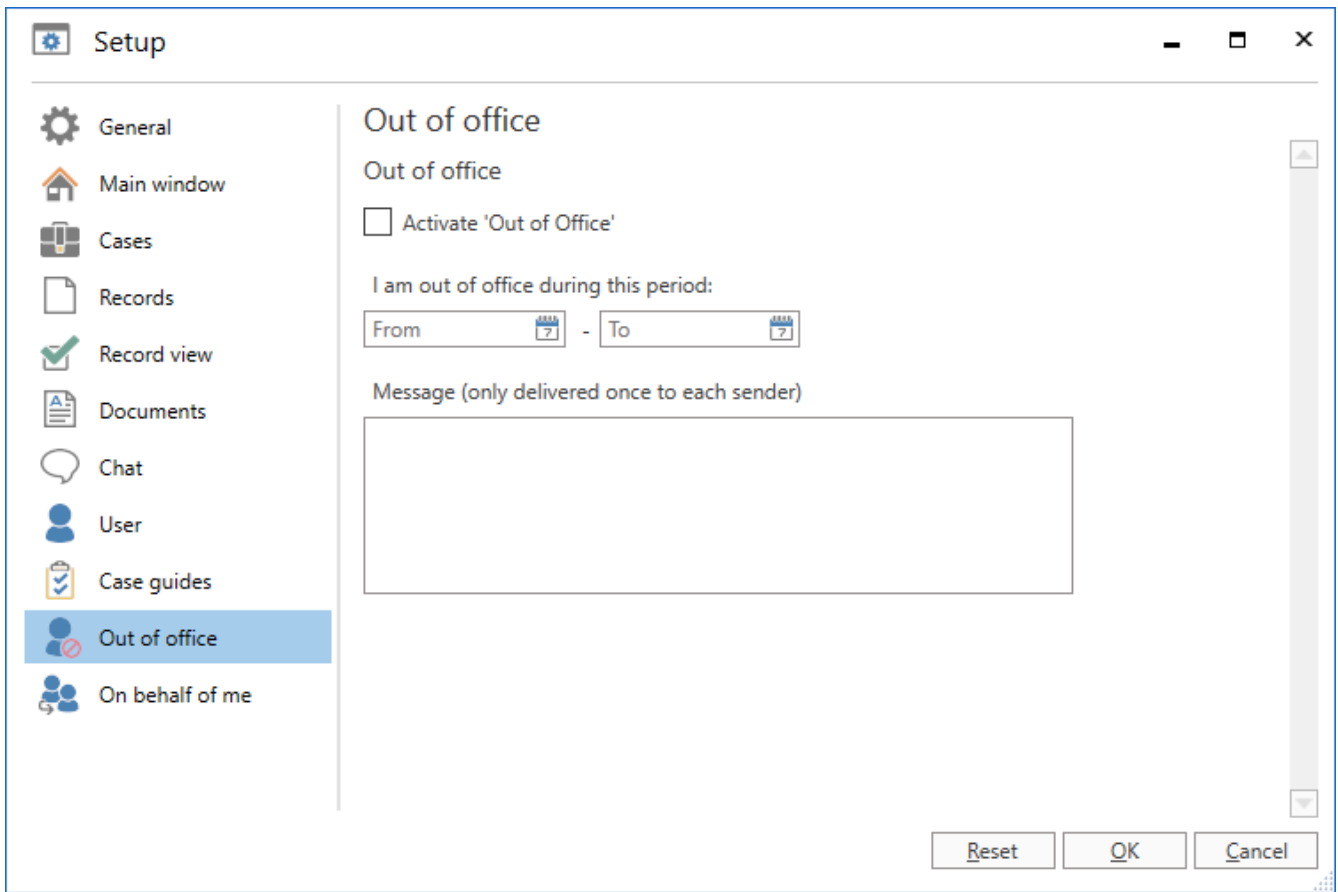 Setup
General
Main window
Cases
Records
Record view
Documents
Chat
User
Case guides
Out of office
On behalf of me
Out of office
Out of office
Activate 'Out of Office'
I am out of office during this period:
From 7 - To 7
Message (only delivered once to each sender)
Reset OK Cancel